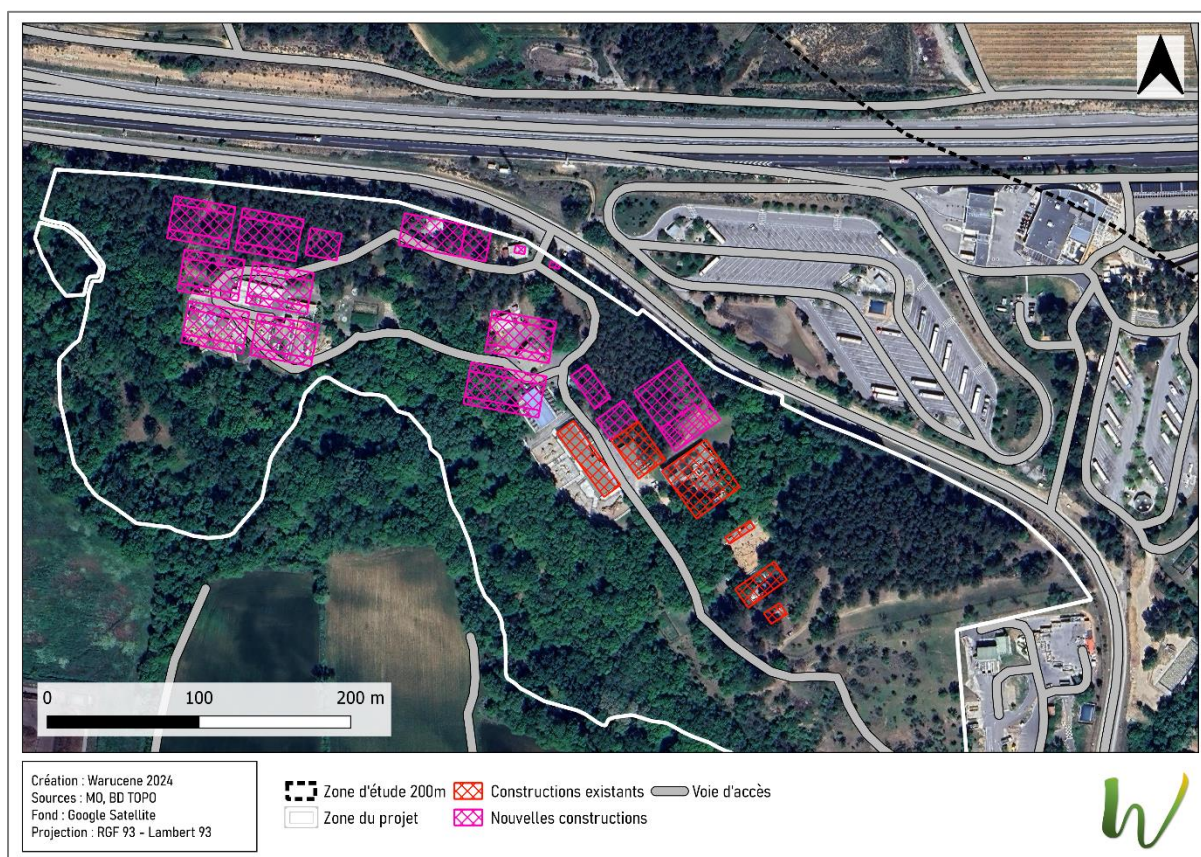 0 100 200 m
Création : Warucene 2024
Sources : MO, BD TOPO
Fond : Google Satellite
Projection : RGF 93 - Lambert 93
Zone d'étude 200m Constructions existants Voie d'accès
Zone du projet Nouvelles constructions